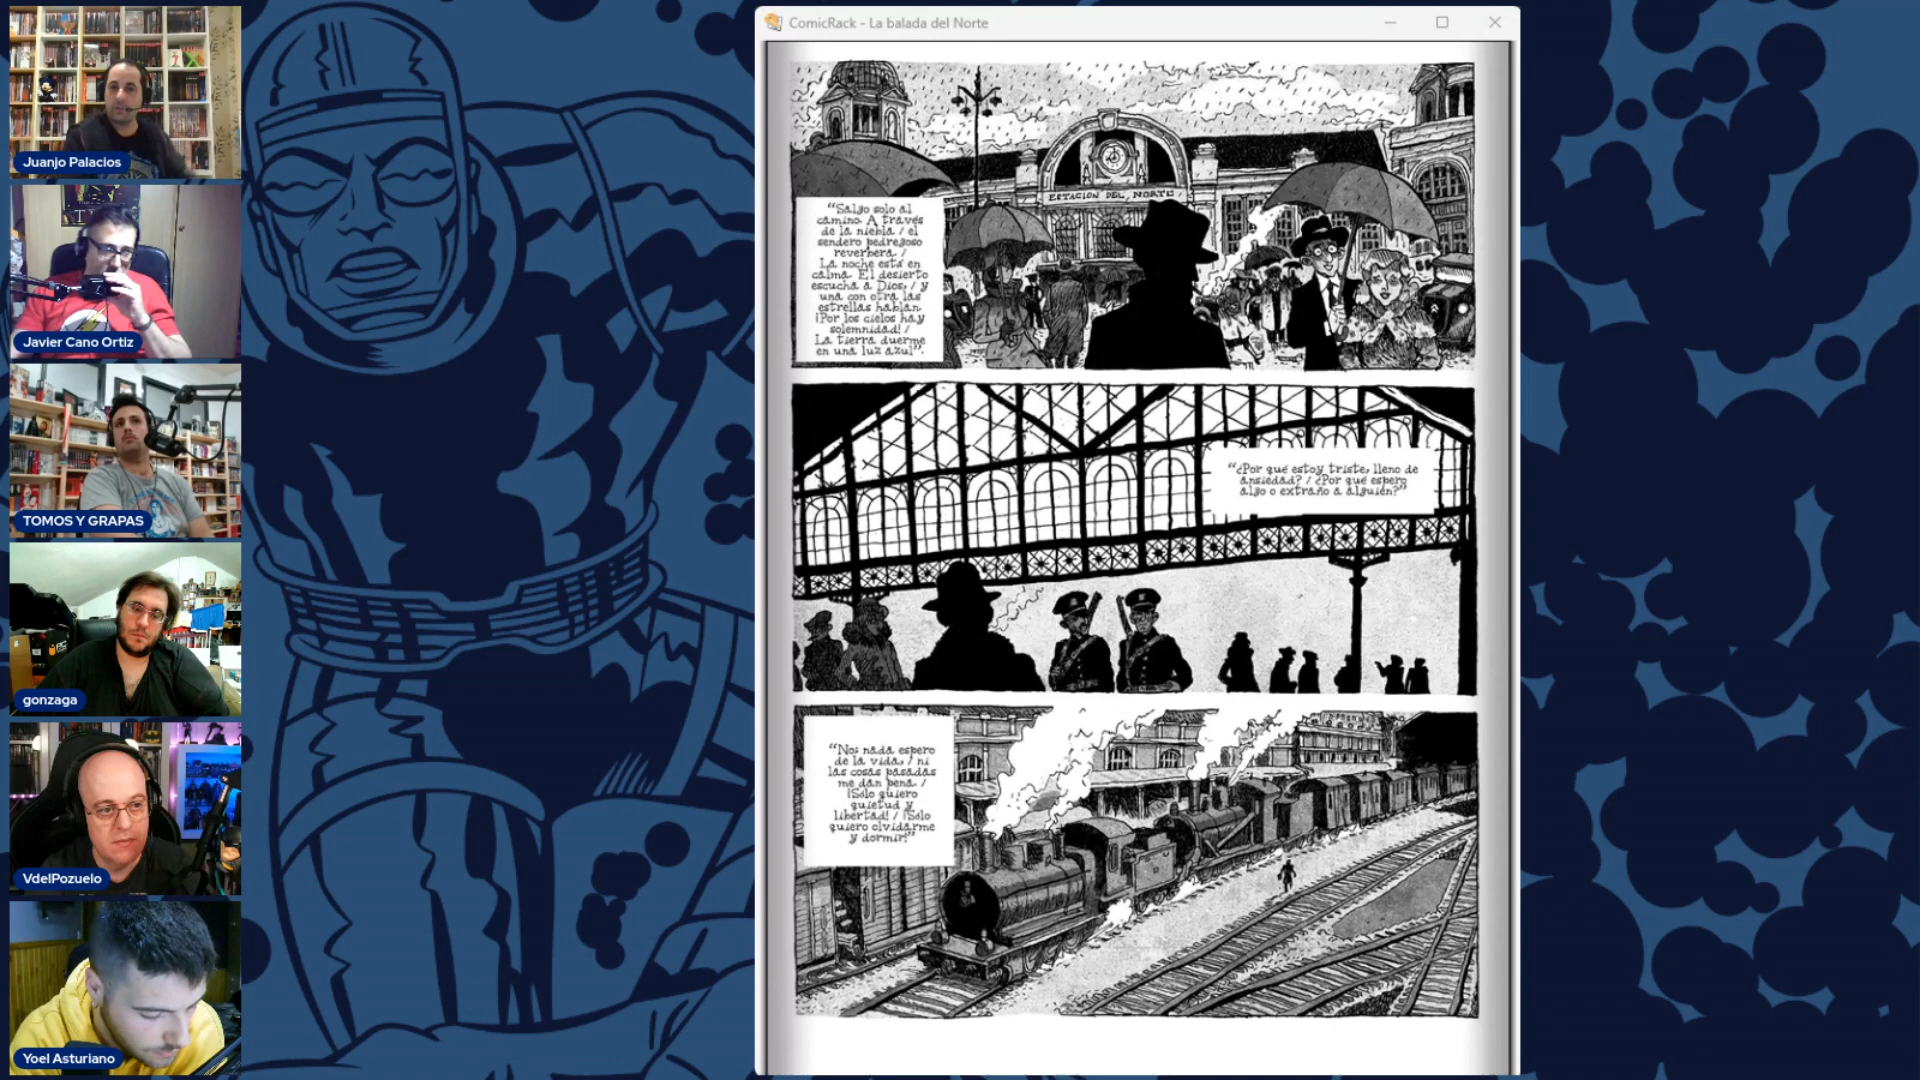 Juanjo Palacios
Javier Cano Ortiz
TOMOS Y GRAPAS
gonzaga
VdelPozuelo
Yoel Asturiano
ComicRack - La balada del Norte
ESTACION DEL NORTE
“Salgo solo al
camino. A través
de la niebla / el
sendero pedregoso
reverbera. /
La noche está en
calma. El desierto
escucha a Dios, / y
una con otra las
estrellas hablan.
¡Por los cielos hay
solemnidad! /
La tierra duerme
en una luz azul”.
“¿Por qué estoy triste, lleno de
ansiedad? / ¿Por qué espero
algo o extraño a alguien?”
“No; nada espero
de la vida, / ni
las cosas pasadas
me dan pena. /
¡Sólo quiero
quietud y
libertad! / ¡Sólo
quiero olvidarme
y dormir!”